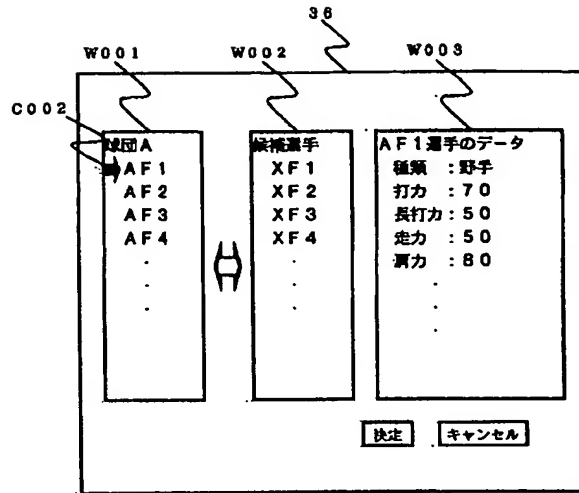 36
W001
W002
W003
C002
球団A
AF1
AF2
AF3
AF4
候補選手
XF1
XF2
XF3
XF4
AF1選手のデータ
種類 :野手
打力 :70
長打力:50
走力 :50
肩力 :80
決定
キャンセル